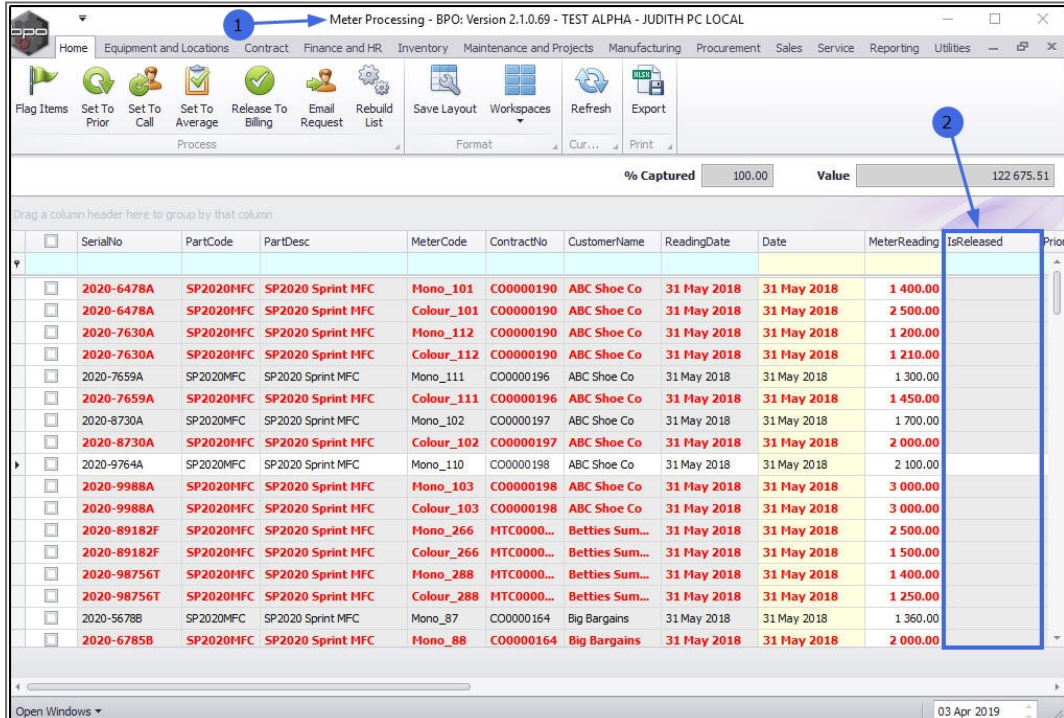 1
Meter Processing - BPO: Version 2.1.0.69 - TEST ALPHA - JUDITH PC LOCAL
bpo
Home Equipment and Locations Contract Finance and HR Inventory Maintenance and Projects Manufacturing Procurement Sales Service Reporting Utilities
Flag Items Set To Prior Set To Call Set To Average Release To Billing Email Request Rebuild List Save Layout Workspaces Refresh Export
XLSX
Process Format Cur... Print
2
% Captured 100.00 Value 122 675.51
Drag a column header here to group by that column
SerialNo PartCode PartDesc MeterCode ContractNo CustomerName ReadingDate Date MeterReading IsReleased Prior
2020-6478A SP2020MFC SP2020 Sprint MFC Mono_101 CO0000190 ABC Shoe Co 31 May 2018 31 May 2018 1 400.00
2020-6478A SP2020MFC SP2020 Sprint MFC Colour_101 CO0000190 ABC Shoe Co 31 May 2018 31 May 2018 2 500.00
2020-7630A SP2020MFC SP2020 Sprint MFC Mono_112 CO0000190 ABC Shoe Co 31 May 2018 31 May 2018 1 200.00
2020-7630A SP2020MFC SP2020 Sprint MFC Colour_112 CO0000190 ABC Shoe Co 31 May 2018 31 May 2018 1 210.00
2020-7659A SP2020MFC SP2020 Sprint MFC Mono_111 CO0000196 ABC Shoe Co 31 May 2018 31 May 2018 1 300.00
2020-7659A SP2020MFC SP2020 Sprint MFC Colour_111 CO0000196 ABC Shoe Co 31 May 2018 31 May 2018 1 450.00
2020-8730A SP2020MFC SP2020 Sprint MFC Mono_102 CO0000197 ABC Shoe Co 31 May 2018 31 May 2018 1 700.00
2020-8730A SP2020MFC SP2020 Sprint MFC Colour_102 CO0000197 ABC Shoe Co 31 May 2018 31 May 2018 2 000.00
2020-9764A SP2020MFC SP2020 Sprint MFC Mono_110 CO0000198 ABC Shoe Co 31 May 2018 31 May 2018 2 100.00
2020-9988A SP2020MFC SP2020 Sprint MFC Mono_103 CO0000198 ABC Shoe Co 31 May 2018 31 May 2018 3 000.00
2020-9988A SP2020MFC SP2020 Sprint MFC Colour_103 CO0000198 ABC Shoe Co 31 May 2018 31 May 2018 3 000.00
2020-89182F SP2020MFC SP2020 Sprint MFC Mono_266 MTC0000... Betties Sum... 31 May 2018 31 May 2018 2 500.00
2020-89182F SP2020MFC SP2020 Sprint MFC Colour_266 MTC0000... Betties Sum... 31 May 2018 31 May 2018 1 500.00
2020-98756T SP2020MFC SP2020 Sprint MFC Mono_288 MTC0000... Betties Sum... 31 May 2018 31 May 2018 1 400.00
2020-98756T SP2020MFC SP2020 Sprint MFC Colour_288 MTC0000... Betties Sum... 31 May 2018 31 May 2018 1 250.00
2020-5678B SP2020MFC SP2020 Sprint MFC Mono_87 CO0000164 Big Bargains 31 May 2018 31 May 2018 1 360.00
2020-6785B SP2020MFC SP2020 Sprint MFC Mono_88 CO0000164 Big Bargains 31 May 2018 31 May 2018 2 000.00
Open Windows 03 Apr 2019